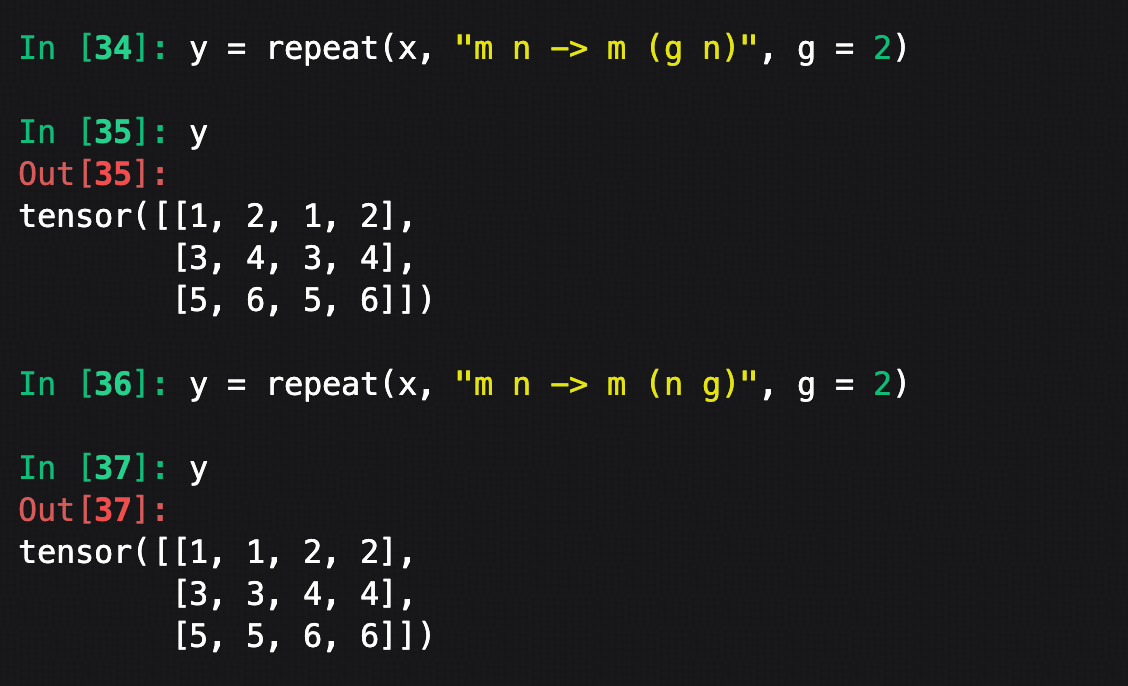 In [34]: y = repeat(x, "m n -> m (g n)", g = 2)
In [35]: y
Out[35]:
tensor([[1, 2, 1, 2],
        [3, 4, 3, 4],
        [5, 6, 5, 6]])
In [36]: y = repeat(x, "m n -> m (n g)", g = 2)
In [37]: y
Out[37]:
tensor([[1, 1, 2, 2],
        [3, 3, 4, 4],
        [5, 5, 6, 6]])